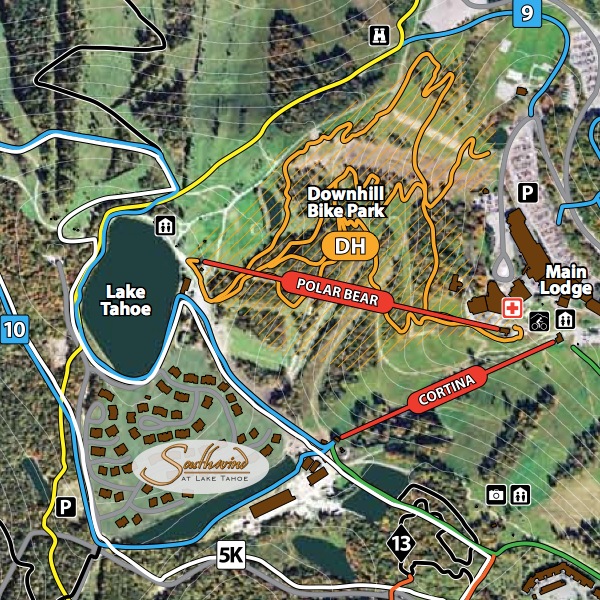 9
P
Downhill
Bike Park
DH
POLAR BEAR
Main
Lodge
Lake
Tahoe
10
CORTINA
Southwind
AT LAKE TAHOE
P
13
5K